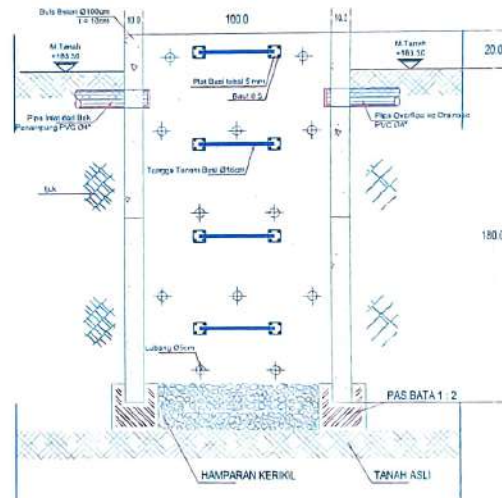 Buis Beton Ø100cm
t = 10cm
10.0
100.0
10.0
M.Tanah
+183.50
M.Tanah
+183.50
20.0
Plat Besi tebal 5 mm
Baut 8.5
Pipa Inlet dari Bak
Penampung PVC Ø4"
Pipa Overflow ke Drainase
PVC Ø4"
Tangga Tanam Besi Ø16cm
Ijuk
180.0
Lubang Ø5cm
PAS BATA 1 : 2
HAMPARAN KERIKIL
TANAH ASLI